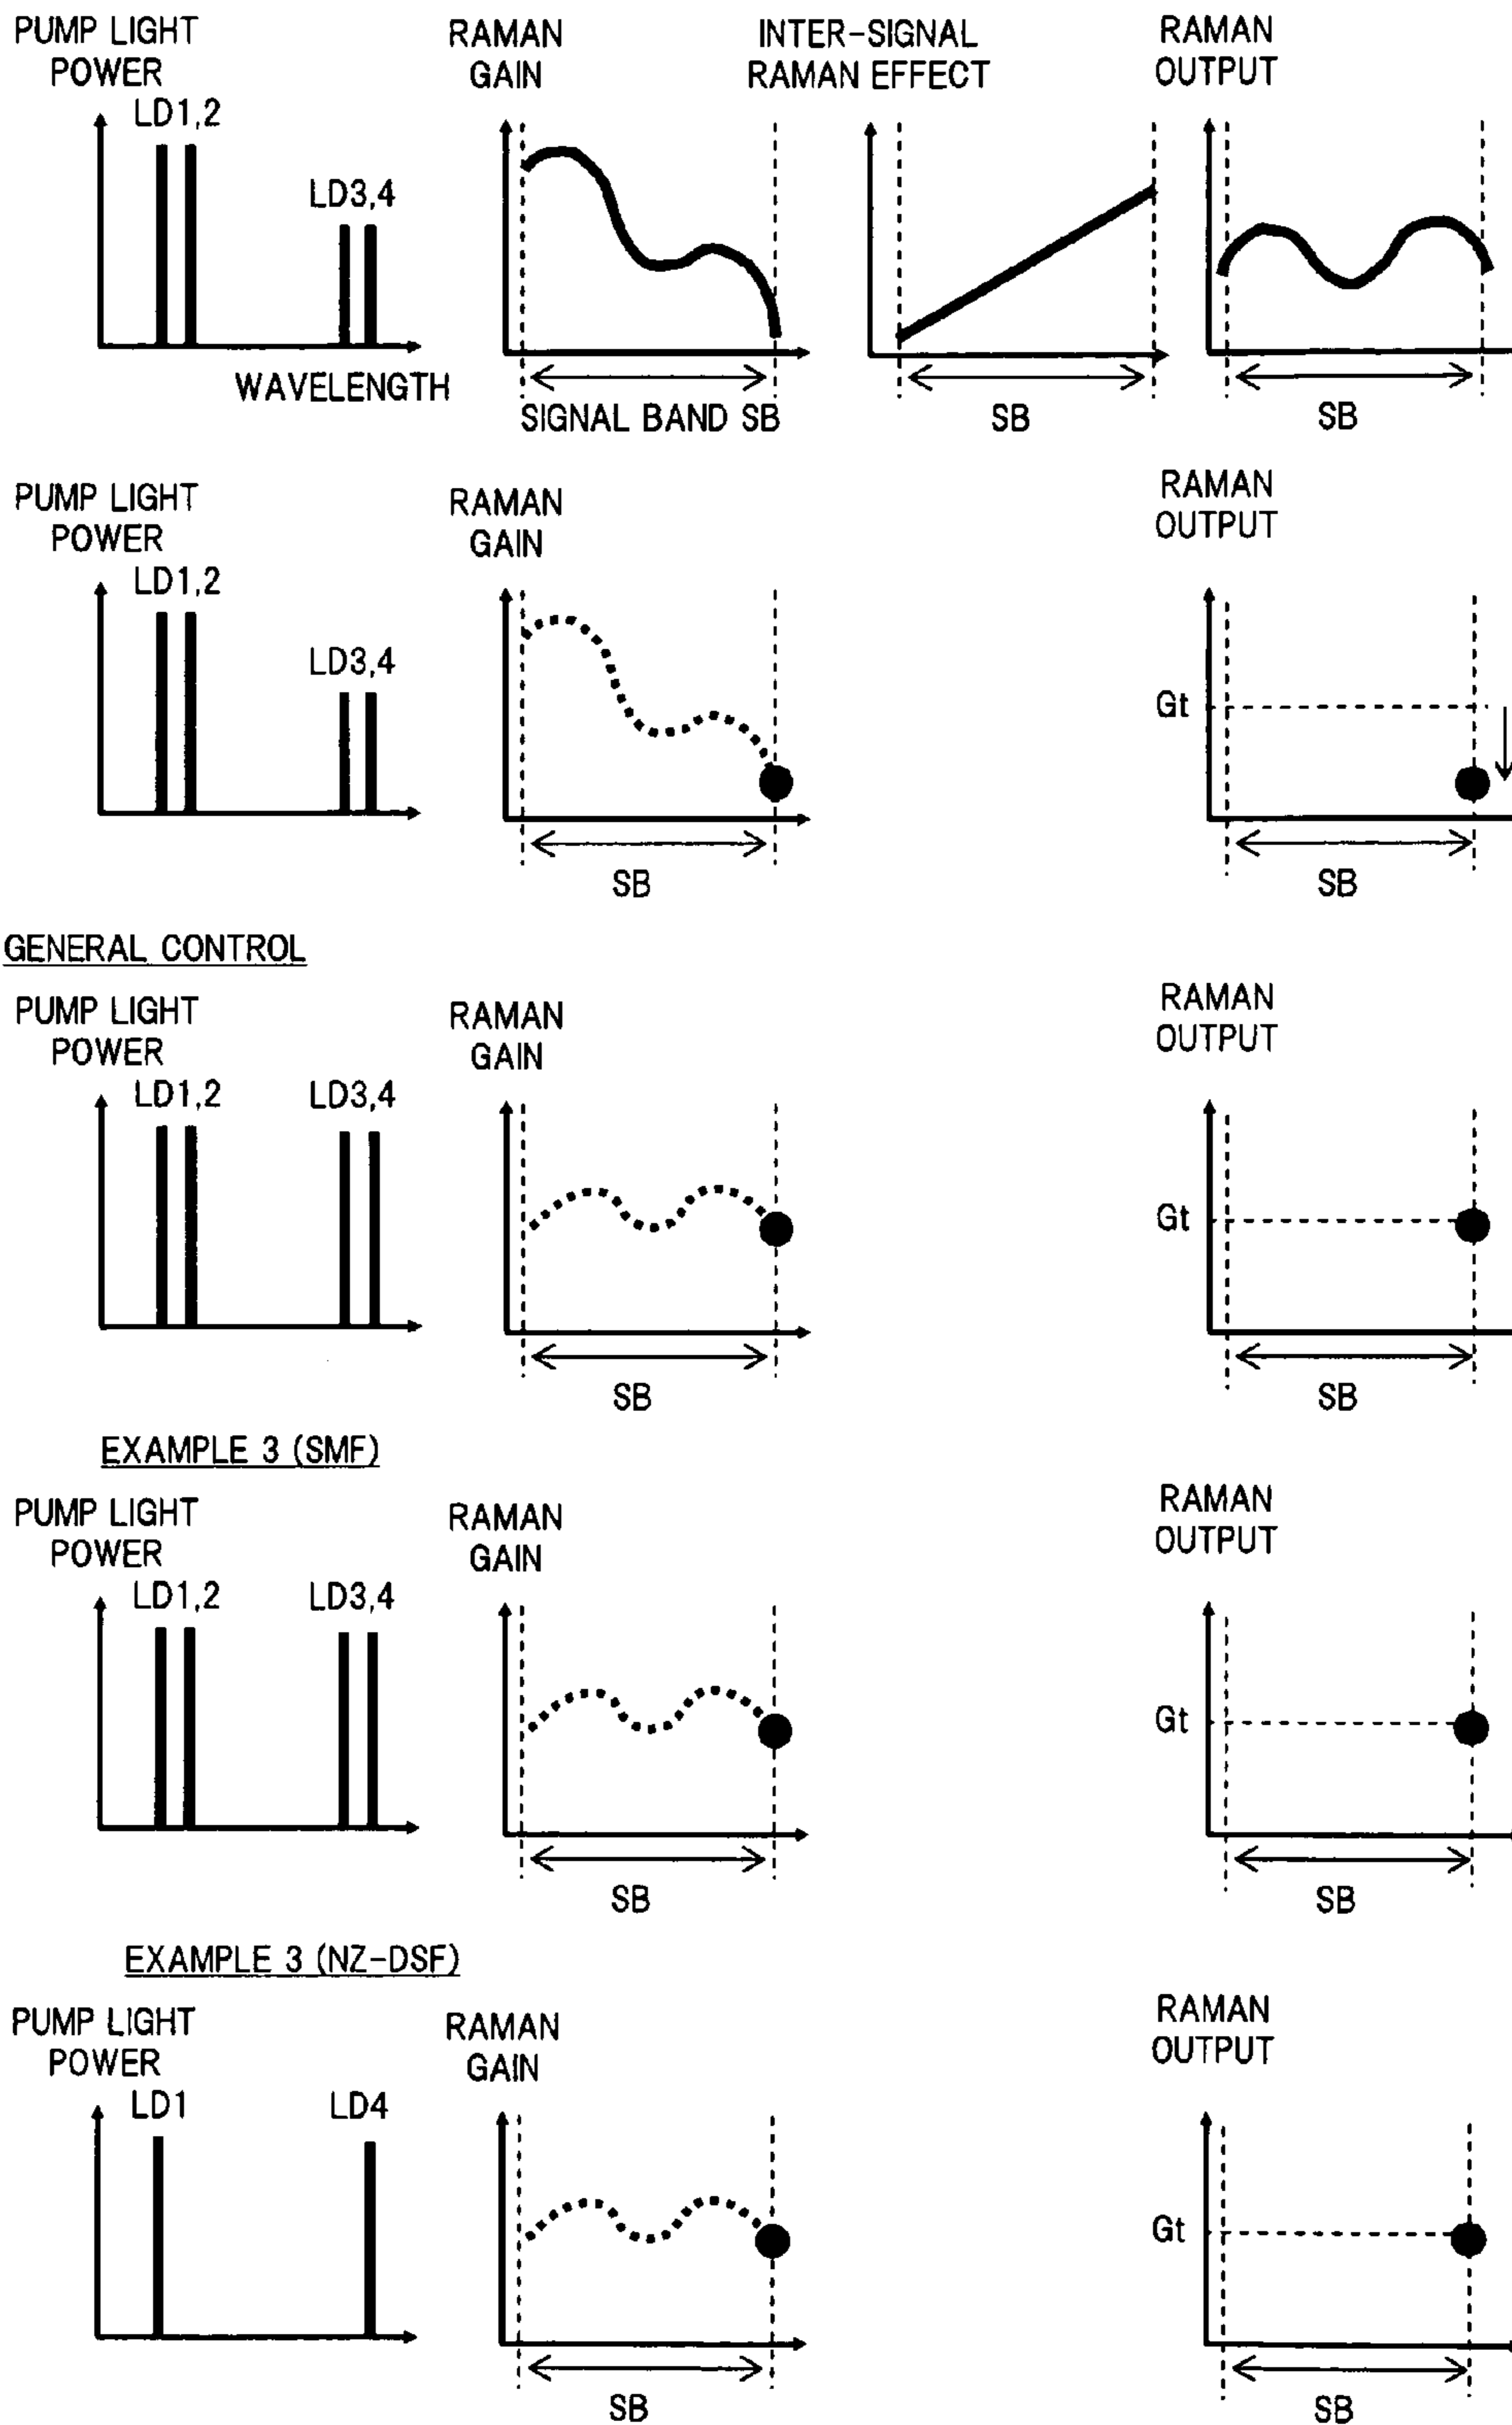 PUMP LIGHT
POWER
LD1,2
LD3,4
WAVELENGTH
RAMAN
GAIN
SIGNAL BAND SB
INTER-SIGNAL
RAMAN EFFECT
SB
RAMAN
OUTPUT
SB
PUMP LIGHT
POWER
LD1,2
LD3,4
RAMAN
GAIN
SB
RAMAN
OUTPUT
Gt
SB
GENERAL CONTROL
PUMP LIGHT
POWER
LD1,2
LD3,4
RAMAN
GAIN
SB
RAMAN
OUTPUT
Gt
SB
EXAMPLE 3 (SMF)
PUMP LIGHT
POWER
LD1,2
LD3,4
RAMAN
GAIN
SB
RAMAN
OUTPUT
Gt
SB
EXAMPLE 3 (NZ-DSF)
PUMP LIGHT
POWER
LD1
LD4
RAMAN
GAIN
SB
RAMAN
OUTPUT
Gt
SB